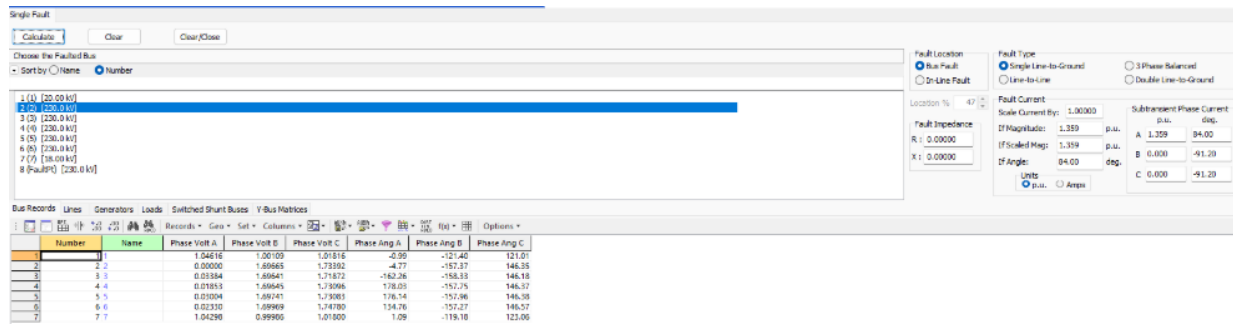 Single Fault
Calculate Clear Clear/Close
Choose the Faulted Bus
Sort by Name Number
1 (1) [20.00 kV]
2 (2) [230.0 kV]
3 (3) [230.0 kV]
4 (4) [230.0 kV]
5 (5) [230.0 kV]
6 (6) [230.0 kV]
7 (7) [18.00 kV]
8 (FaultPt) [230.0 kV]
Fault Location
Bus Fault
In-Line Fault
Location % 47
Fault Impedance
R : 0.00000
X : 0.00000
Fault Type
Single Line-to-Ground 3 Phase Balanced
Line-to-Line Double Line-to-Ground
Fault Current
Scale Current By: 1.00000
If Magnitude: 1.359 p.u.
If Scaled Mag: 1.359 p.u.
If Angle: 84.00 deg.
Units
p.u. Amps
Subtransient Phase Current
p.u. deg.
A 1.359 84.00
B 0.000 -91.20
C 0.000 -91.20
Bus Records Lines Generators Loads Switched Shunt Buses Y-Bus Matrices
Records Geo Set Columns f(x) Options
Number Name Phase Volt A Phase Volt B Phase Volt C Phase Ang A Phase Ang B Phase Ang C
1 1 1 1.04616 1.00109 1.01816 -0.99 -121.40 121.01
2 2 2 0.00000 1.69665 1.73392 -4.77 -157.37 146.35
3 3 3 0.03384 1.69641 1.71872 -162.26 -158.33 146.18
4 4 4 0.01853 1.69645 1.73096 178.03 -157.75 146.37
5 5 5 0.03004 1.69741 1.73083 176.14 -157.96 146.38
6 6 6 0.02330 1.69969 1.74780 134.76 -157.27 146.57
7 7 7 1.04298 0.99986 1.01800 1.09 -119.18 123.06